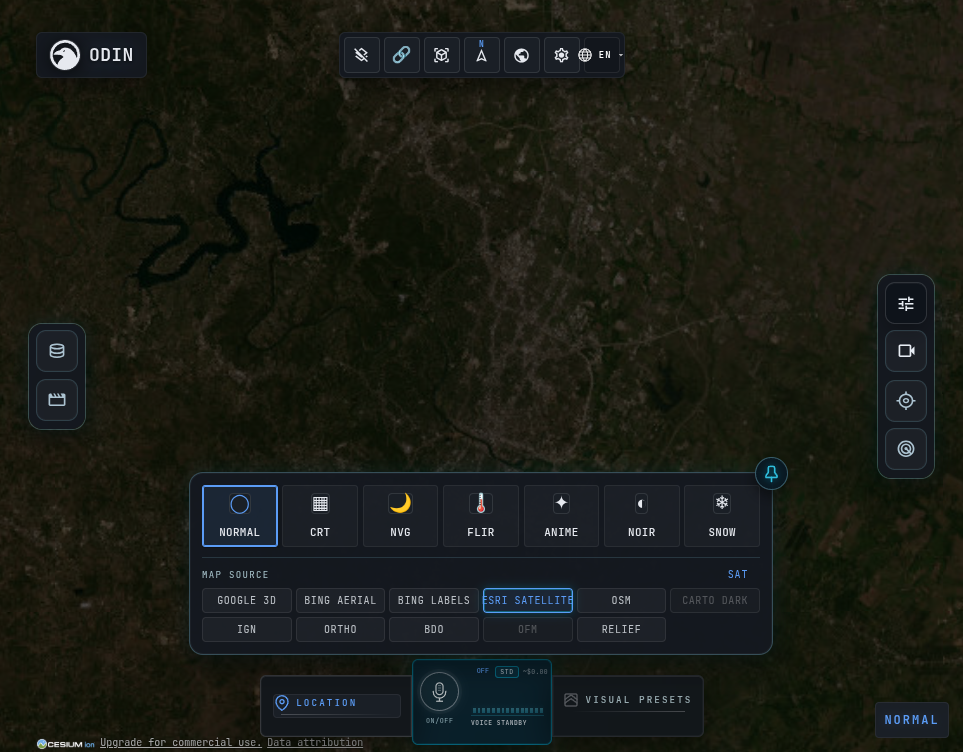 ODIN
N
EN
NORMAL
CRT
NVG
FLIR
ANIME
NOIR
SNOW
MAP SOURCE
SAT
GOOGLE 3D
BING AERIAL
BING LABELS
ESRI SATELLITE
OSM
CARTO DARK
IGN
ORTHO
BDO
OFM
RELIEF
LOCATION
OFF STD ~$0.00
ON/OFF
VOICE STANDBY
VISUAL PRESETS
NORMAL
CESIUM ion Upgrade for commercial use. Data attribution